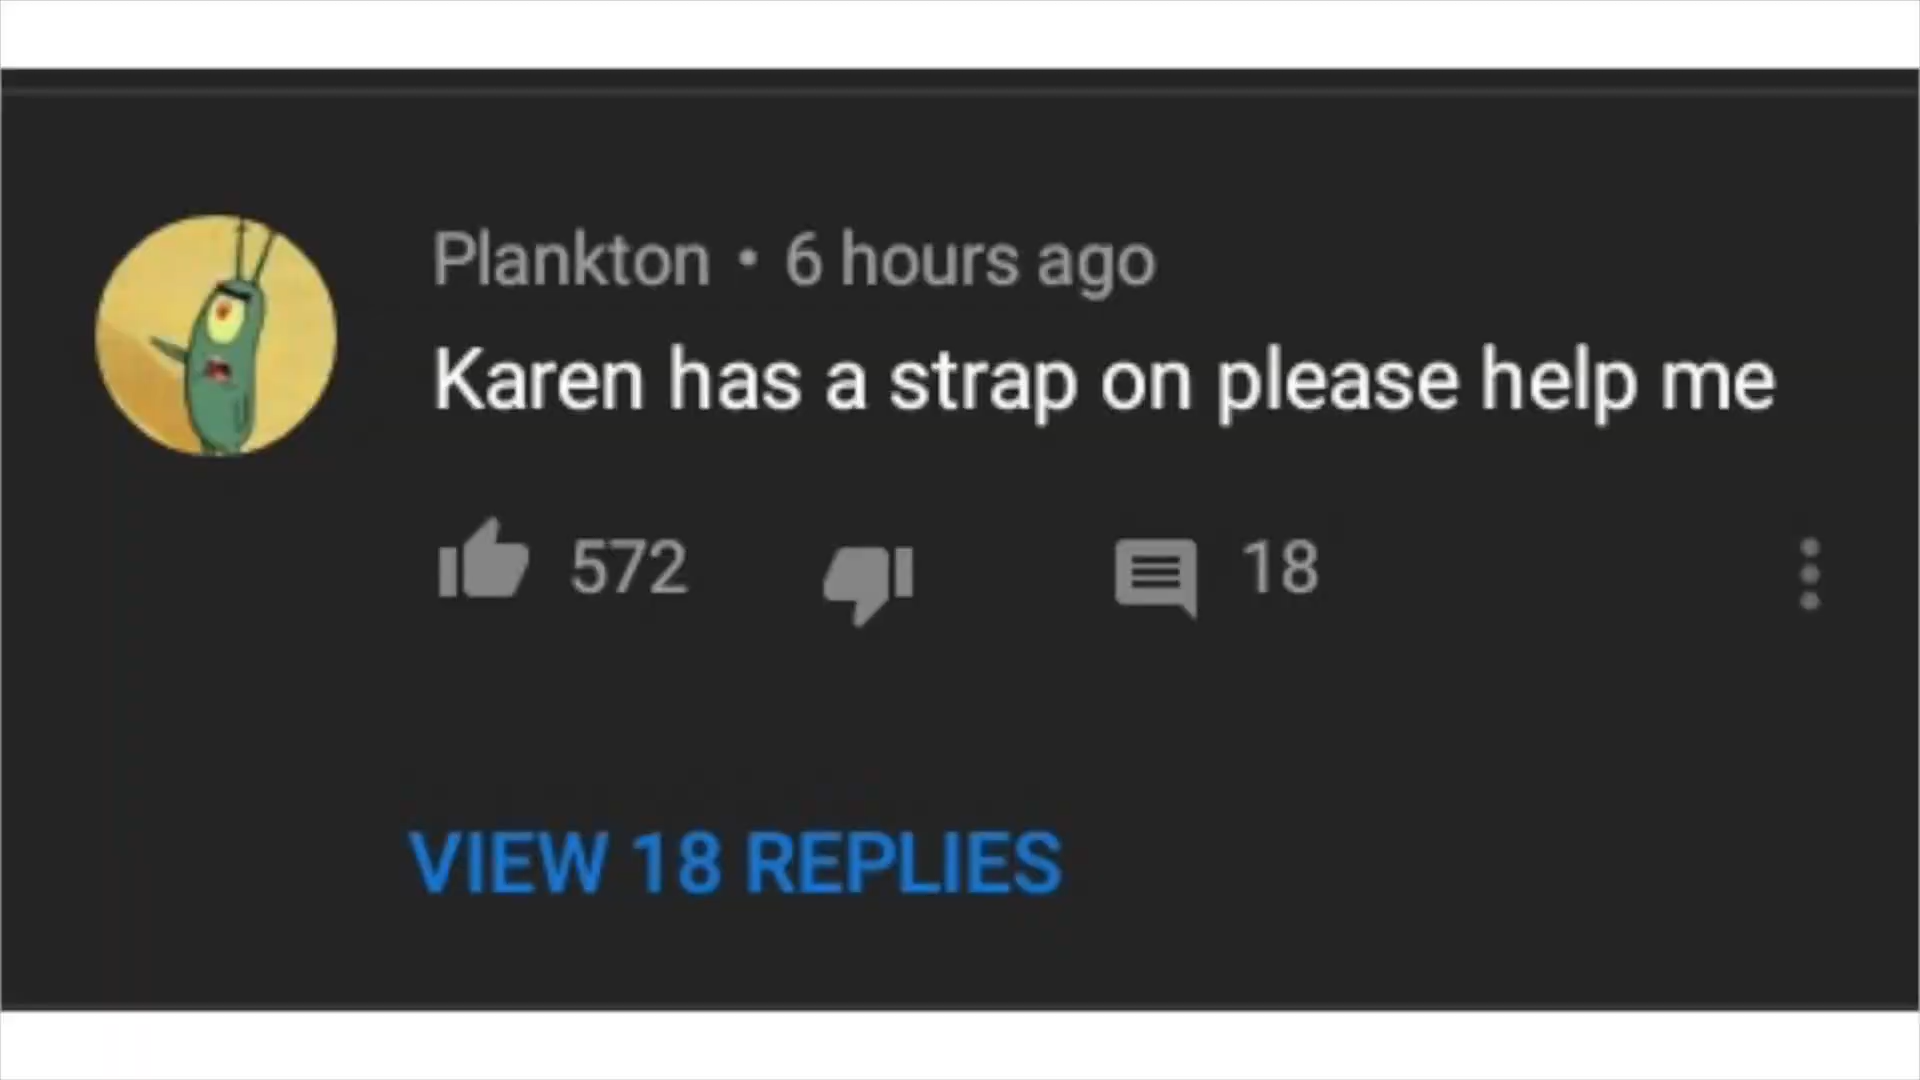 Plankton • 6 hours ago
Karen has a strap on please help me
572 18
VIEW 18 REPLIES